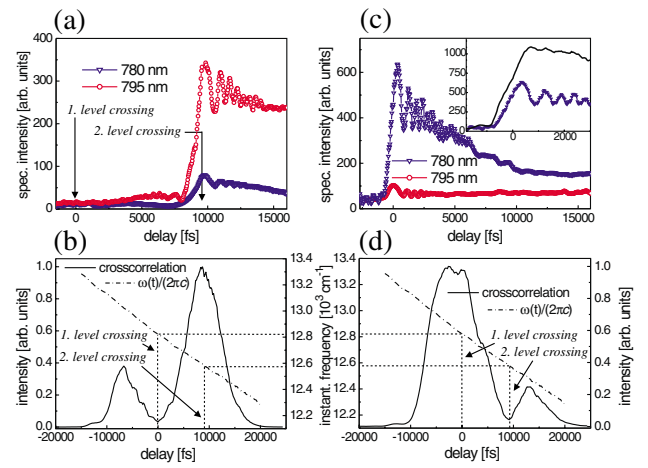 (a)
spec. intensity [arb. units]
400
300
200
100
0
780 nm
795 nm
1. level crossing
2. level crossing
0
5000
10000
15000
delay [fs]
(c)
spec. intensity [arb. units]
600
400
200
0
780 nm
795 nm
0
5000
10000
15000
delay [fs]
1000
750
500
250
0
0
2000
(b)
intensity [arb. units]
1.0
0.8
0.6
0.4
0.2
0.0
crosscorrelation
ω(t)/(2πc)
1. level crossing
2. level crossing
13.4
13.2
13.0
12.8
12.6
12.4
12.2
-20000
-10000
0
10000
20000
delay [fs]
(d)
instant. frequency [10³ cm⁻¹]
13.4
13.2
13.0
12.8
12.6
12.4
12.2
crosscorrelation
ω(t)/(2πc)
1. level crossing
2. level crossing
1.0
0.8
0.6
0.4
0.2
0.0
intensity [arb. units]
-20000
-10000
0
10000
20000
delay [fs]